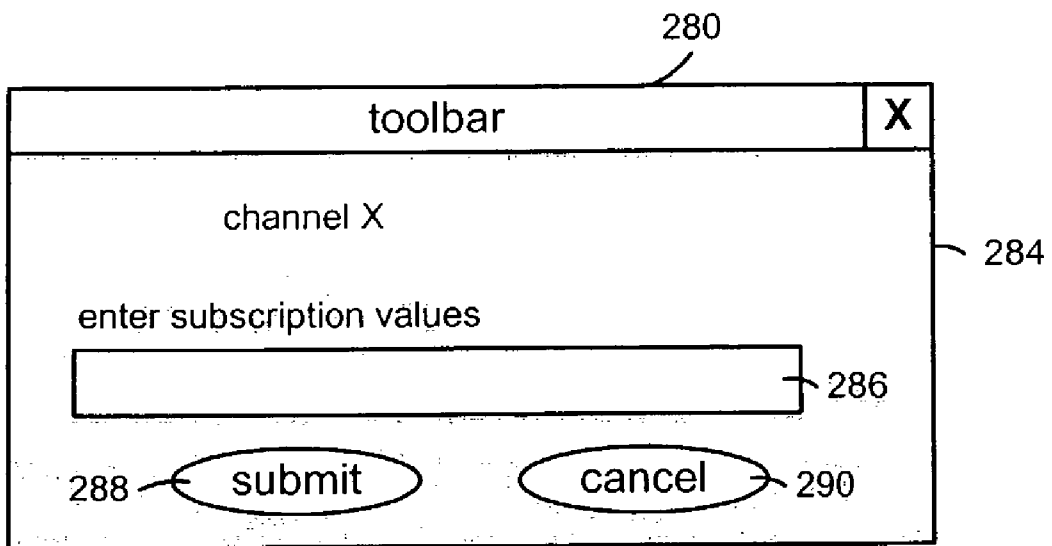 280
toolbar X
channel X
284
enter subscription values
286
288 submit cancel 290